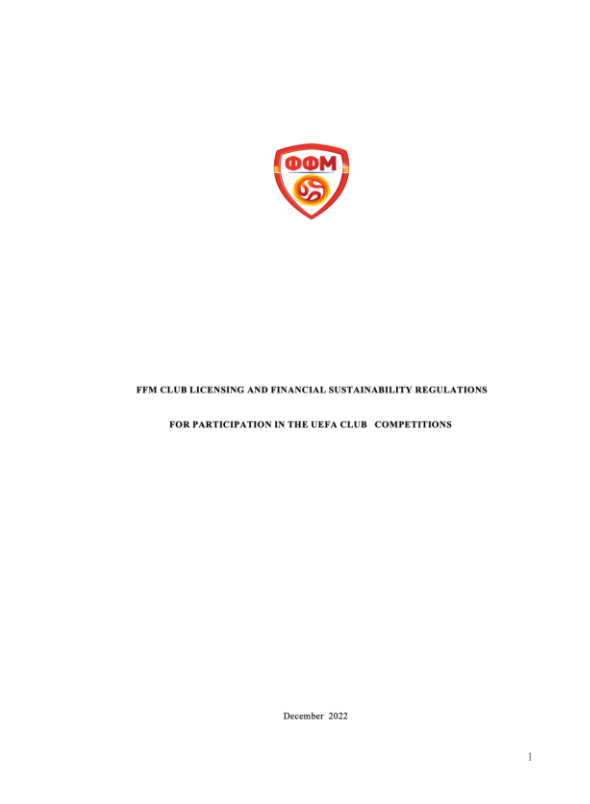 ФФМ
FFM CLUB LICENSING AND FINANCIAL SUSTAINABILITY REGULATIONS
FOR PARTICIPATION IN THE UEFA CLUB COMPETITIONS
December 2022
1